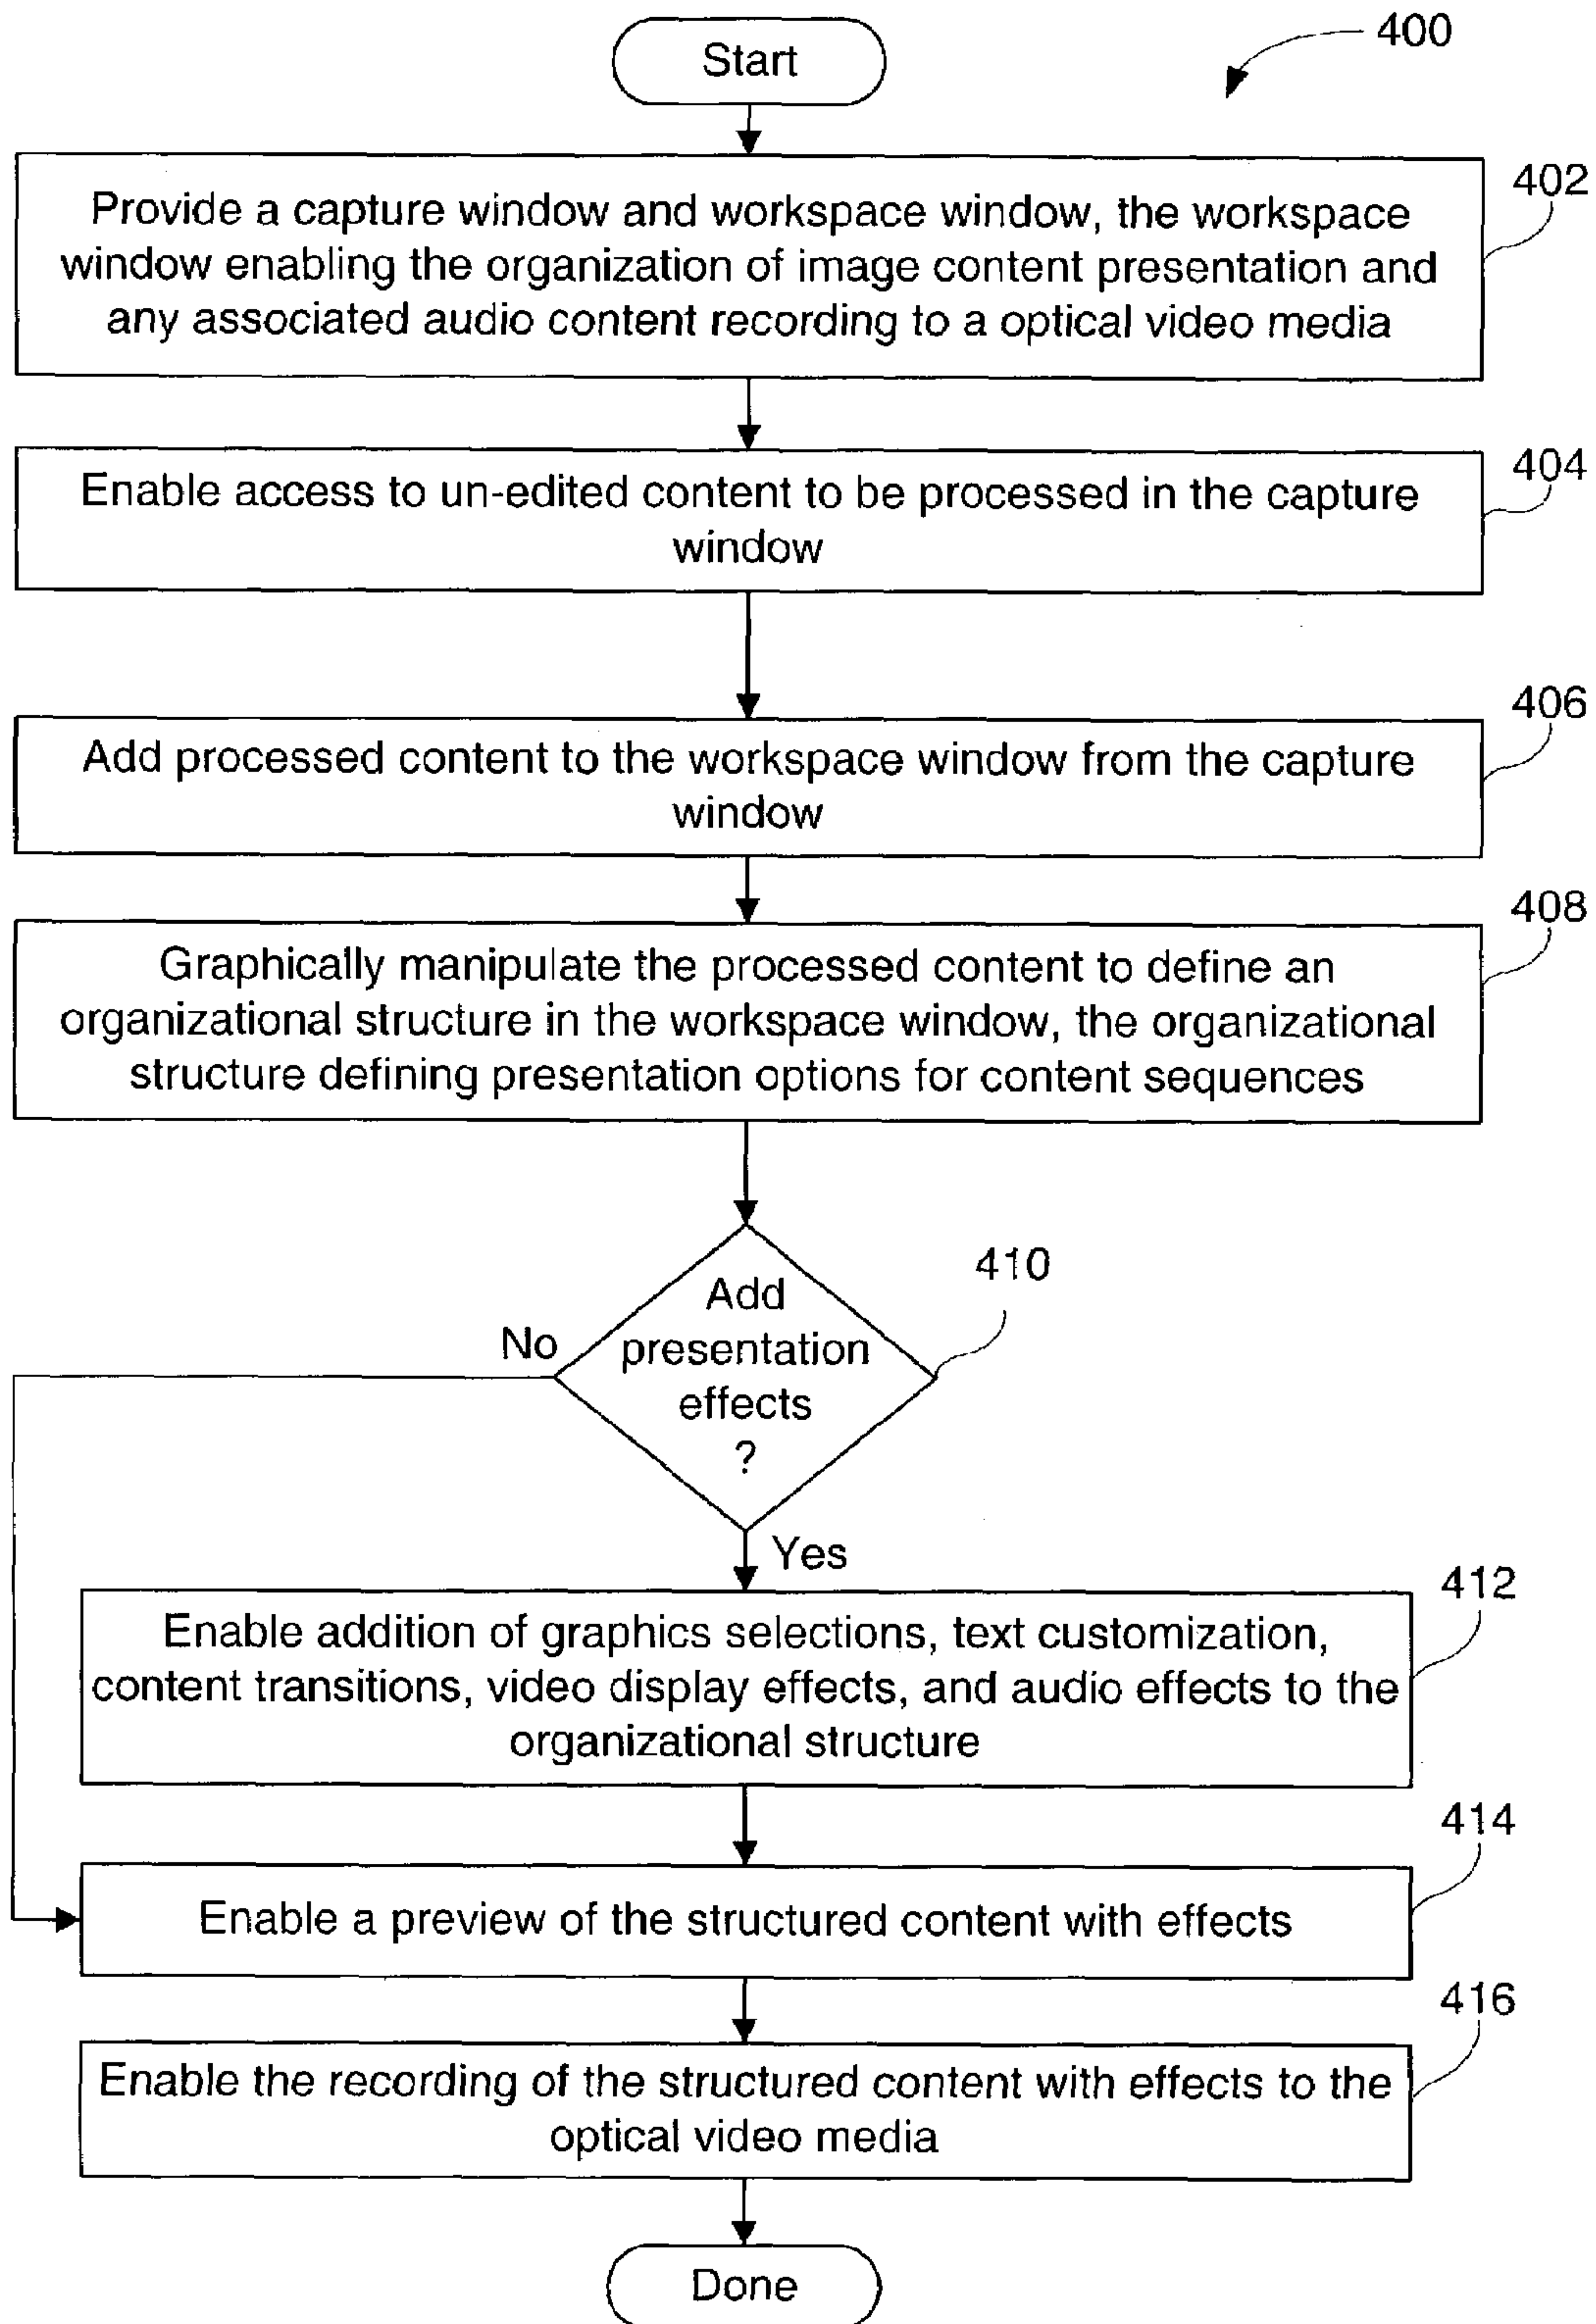 Start
400
Provide a capture window and workspace window, the workspace
window enabling the organization of image content presentation and
any associated audio content recording to a optical video media
402
Enable access to un-edited content to be processed in the capture
window
404
Add processed content to the workspace window from the capture
window
406
Graphically manipulate the processed content to define an
organizational structure in the workspace window, the organizational
structure defining presentation options for content sequences
408
Add
presentation
effects
?
410
No
Yes
Enable addition of graphics selections, text customization,
content transitions, video display effects, and audio effects to the
organizational structure
412
Enable a preview of the structured content with effects
414
Enable the recording of the structured content with effects to the
optical video media
416
Done